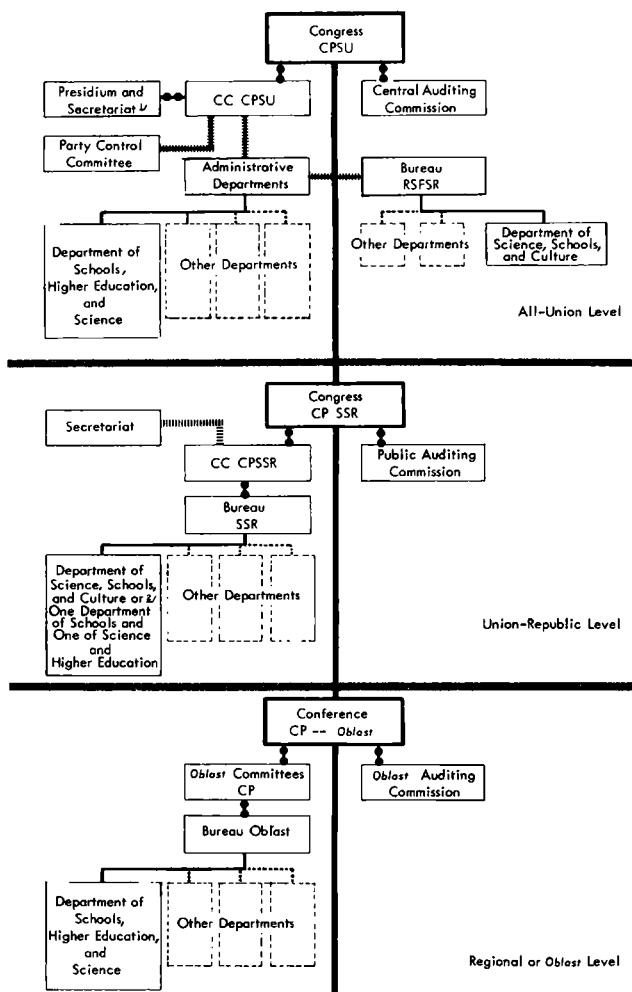 Congress
CPSU
Presidium and
Secretariat 1/
CC CPSU
Central Auditing
Commission
Party Control
Committee
Administrative
Departments
Bureau
RSFSR
Department of
Schools,
Higher Education,
and
Science
Other Departments
Other Departments
Department of
Science, Schools,
and Culture
All-Union Level
Congress
CP SSR
Secretariat
CC CPSSR
Public Auditing
Commission
Bureau
SSR
Department of
Science, Schools,
and Culture or 2/
One Department
of Schools and
One of Science
and
Higher Education
Other Departments
Union-Republic Level
Conference
CP -- Oblast
Oblast Committees
CP
Oblast Auditing
Commission
Bureau Oblast
Department of
Schools,
Higher Education,
and
Science
Other Departments
Regional or Oblast Level